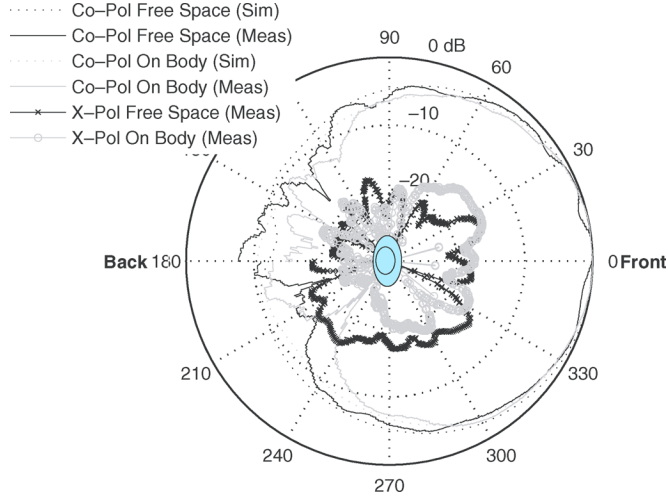 Co–Pol Free Space (Sim)
Co–Pol Free Space (Meas)
Co–Pol On Body (Sim)
Co–Pol On Body (Meas)
X–Pol Free Space (Meas)
X–Pol On Body (Meas)
90
0 dB
60
−10
30
−20
Back 180
0 Front
210
330
240
300
270